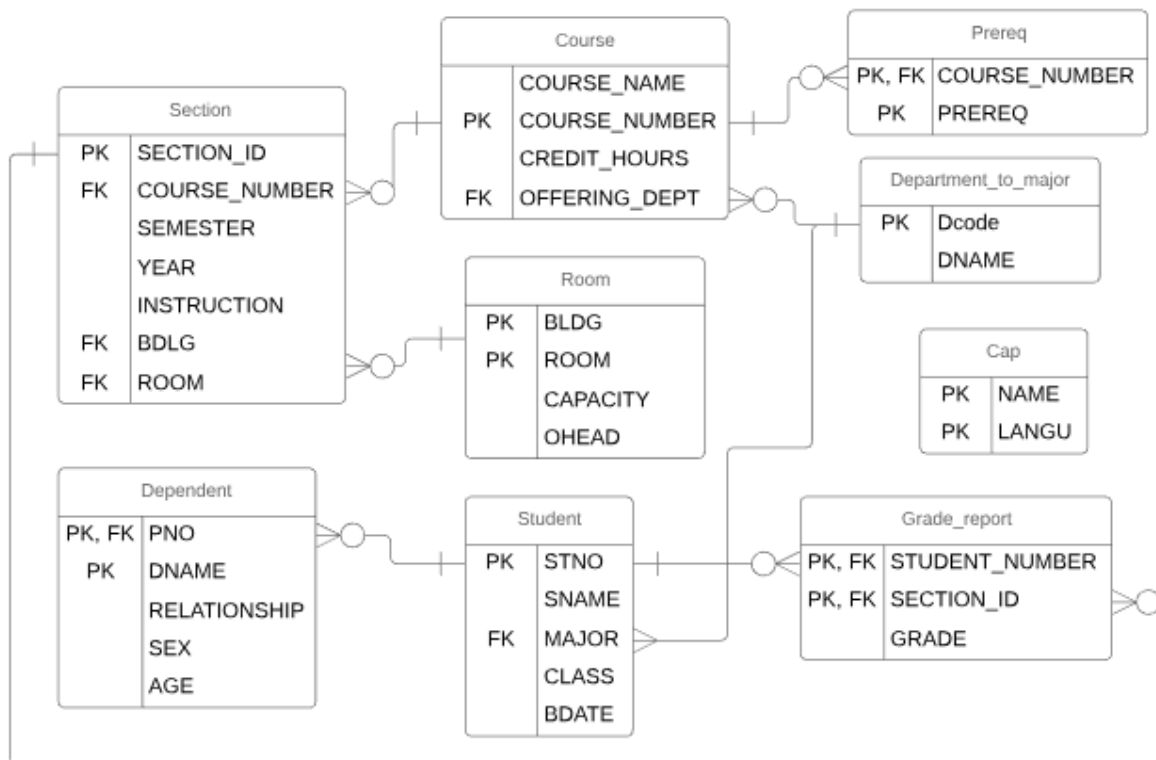 Section
PK SECTION_ID
FK COURSE_NUMBER
SEMESTER
YEAR
INSTRUCTION
FK BDLG
FK ROOM
Course
COURSE_NAME
PK COURSE_NUMBER
CREDIT_HOURS
FK OFFERING_DEPT
Prereq
PK, FK COURSE_NUMBER
PK PREREQ
Department_to_major
PK Dcode
DNAME
Room
PK BLDG
PK ROOM
CAPACITY
OHEAD
Cap
PK NAME
PK LANGU
Dependent
PK, FK PNO
PK DNAME
RELATIONSHIP
SEX
AGE
Student
PK STNO
SNAME
FK MAJOR
CLASS
BDATE
Grade_report
PK, FK STUDENT_NUMBER
PK, FK SECTION_ID
GRADE